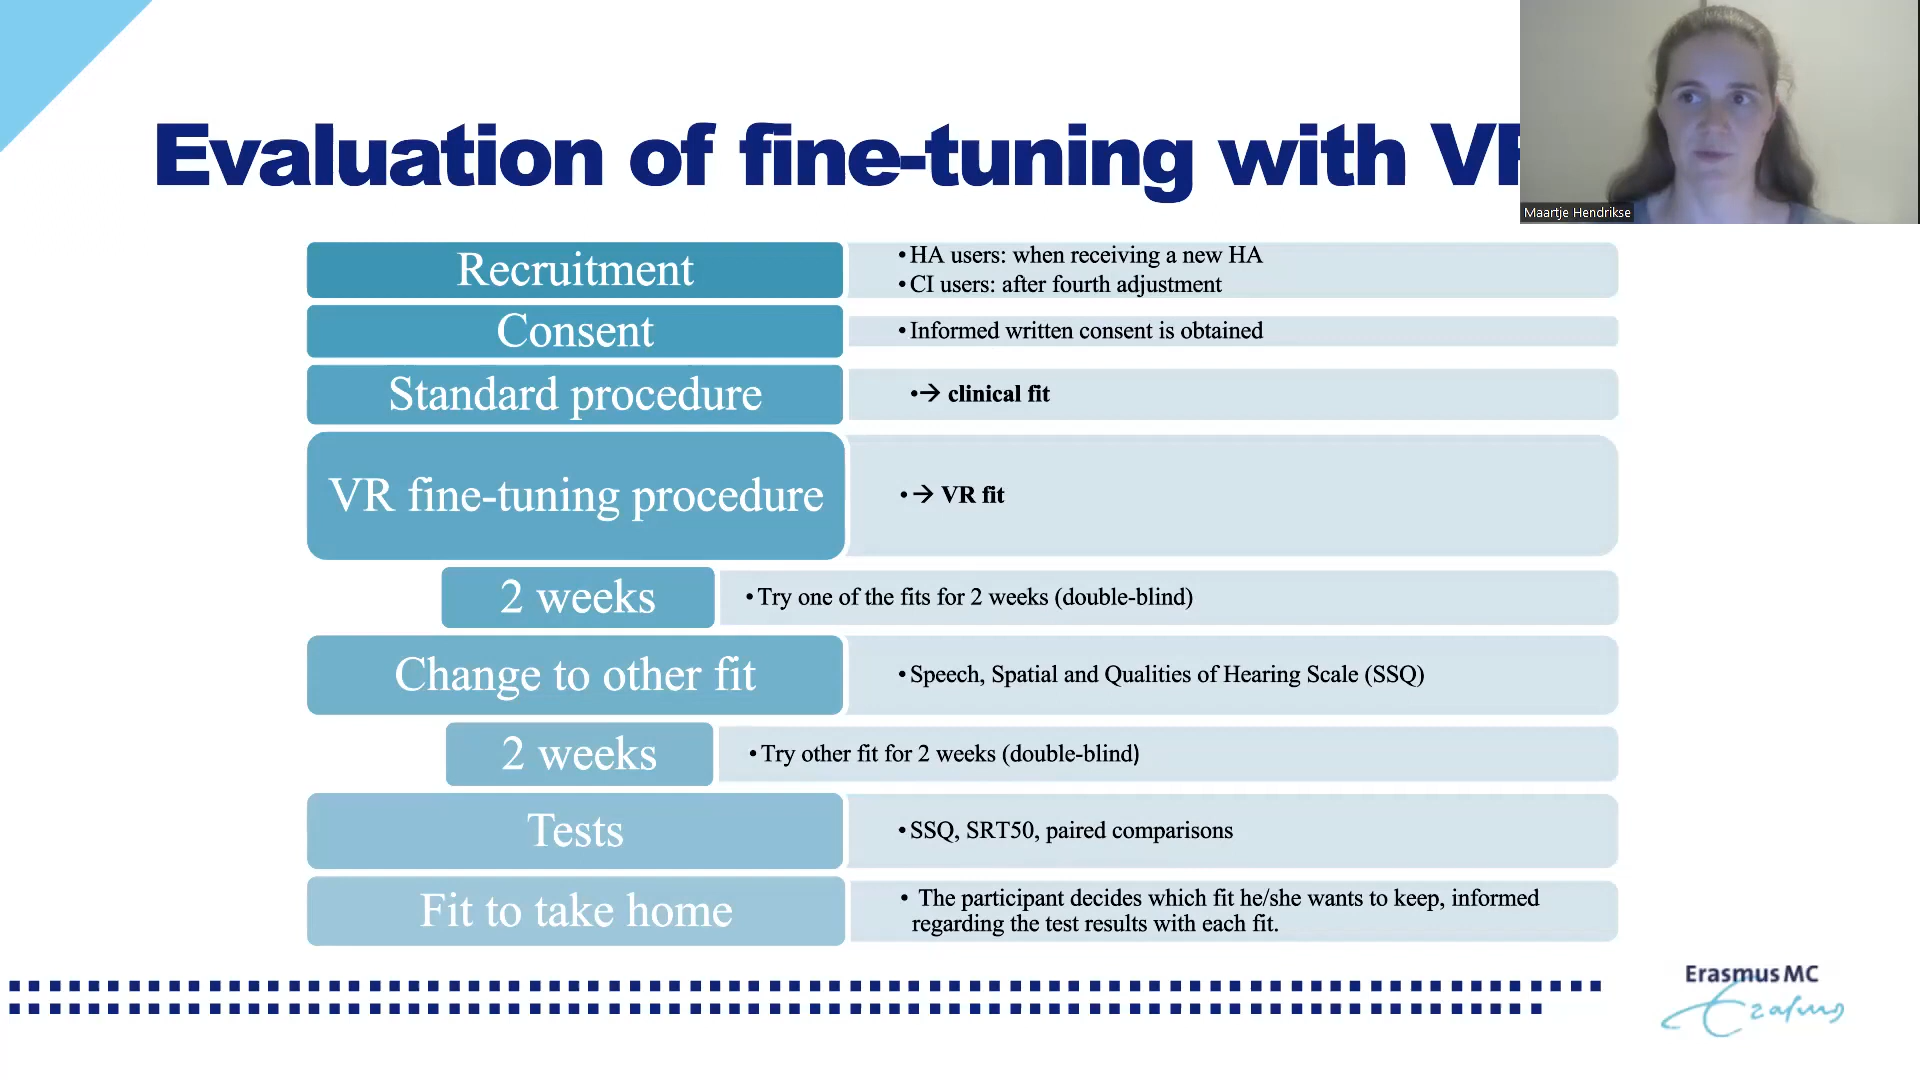 Evaluation of fine-tuning with VR
Maartje Hendrikse
Recruitment
•HA users: when receiving a new HA
•CI users: after fourth adjustment
Consent
•Informed written consent is obtained
Standard procedure
•→ clinical fit
VR fine-tuning procedure
•→ VR fit
2 weeks
•Try one of the fits for 2 weeks (double-blind)
Change to other fit
•Speech, Spatial and Qualities of Hearing Scale (SSQ)
2 weeks
•Try other fit for 2 weeks (double-blind)
Tests
•SSQ, SRT50, paired comparisons
Fit to take home
• The participant decides which fit he/she wants to keep, informed
regarding the test results with each fit.
Erasmus MC
Erasmus